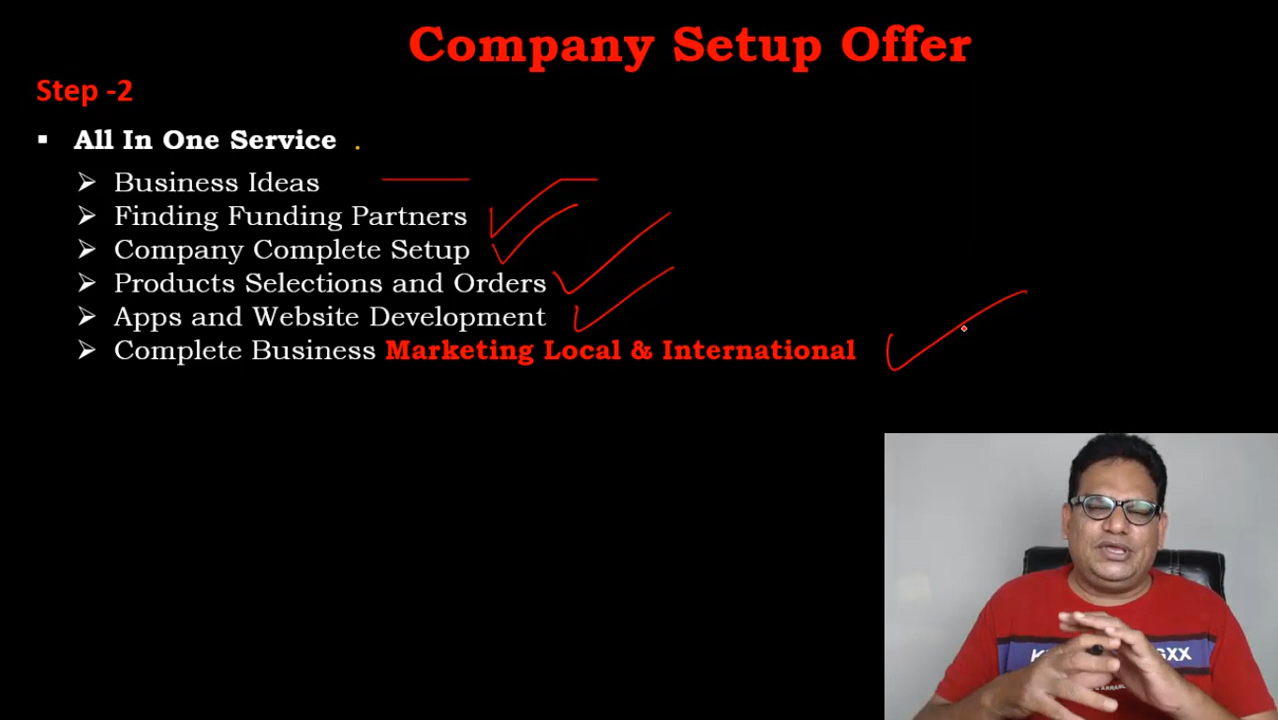 Company Setup Offer
Step -2
▪ All In One Service .
➢ Business Ideas
➢ Finding Funding Partners
➢ Company Complete Setup
➢ Products Selections and Orders
➢ Apps and Website Development
➢ Complete Business Marketing Local & International